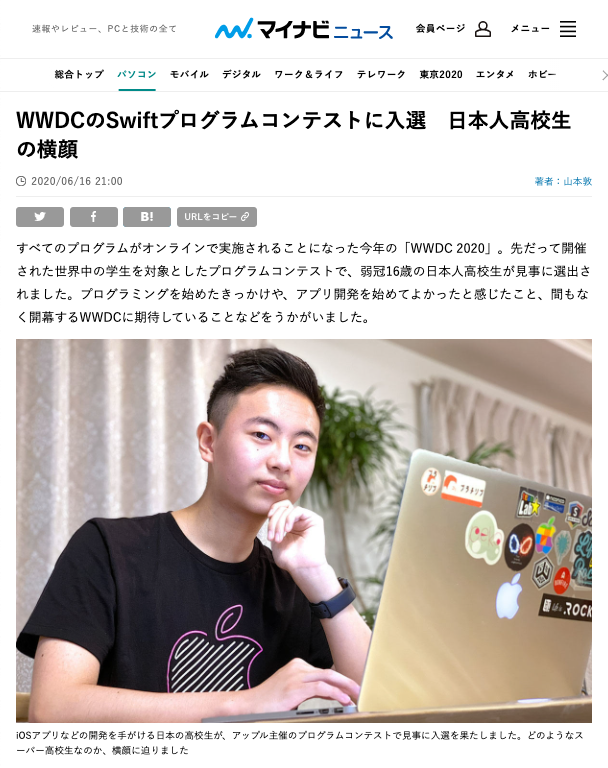 速報やレビュー、PCと技術の全て
マイナビニュース
会員ページ
メニュー
総合トップ パソコン モバイル デジタル ワーク＆ライフ テレワーク 東京2020 エンタメ ホビー
WWDCのSwiftプログラムコンテストに入選　日本人高校生
の横顔
2020/06/16 21:00
著者：山本敦
B!
URLをコピー
すべてのプログラムがオンラインで実施されることになった今年の「WWDC 2020」。先だって開催
された世界中の学生を対象としたプログラムコンテストで、弱冠16歳の日本人高校生が見事に選出さ
れました。プログラミングを始めたきっかけや、アプリ開発を始めてよかったと感じたこと、間もな
く開幕するWWDCに期待していることなどをうかがいました。
プラチリブ
Lab
.ROCK
iOSアプリなどの開発を手がける日本の高校生が、アップル主催のプログラムコンテストで見事に入選を果たしました。どのようなス
ーパー高校生なのか、横顔に迫りました